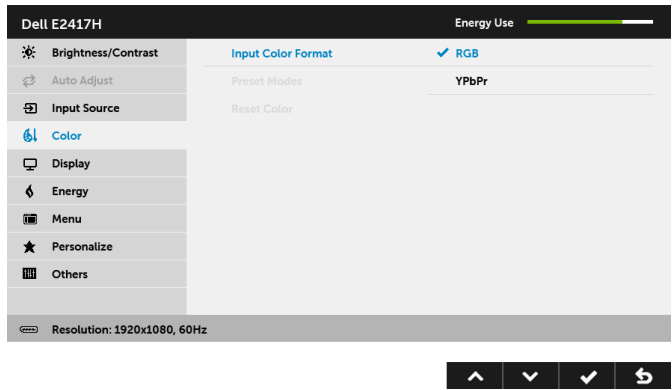 Dell E2417H
Energy Use
Brightness/Contrast
Input Color Format
RGB
Auto Adjust
Preset Modes
YPbPr
Input Source
Reset Color
Color
Display
Energy
Menu
Personalize
Others
Resolution: 1920x1080, 60Hz